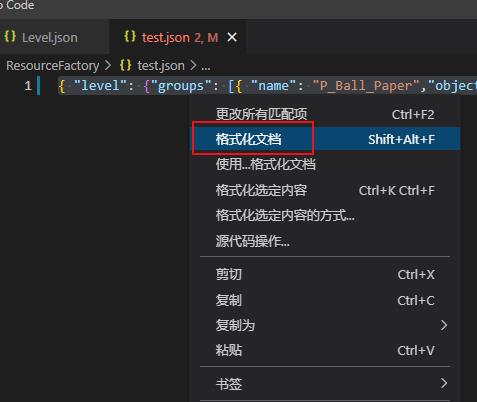 o Code
{} Level.json {} test.json 2, M ×
ResourceFactory > {} test.json > ...
1 { "level": {"groups": [{ "name": "P_Ball_Paper","object
更改所有匹配项 Ctrl+F2
格式化文档 Shift+Alt+F
使用...格式化文档
格式化选定内容 Ctrl+K Ctrl+F
格式化选定内容的方式...
源代码操作...
剪切 Ctrl+X
复制 Ctrl+C
复制为 >
粘贴 Ctrl+V
书签 >